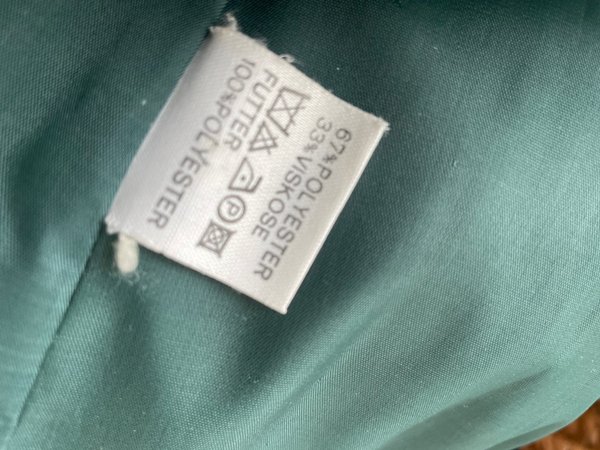 67%POLYESTER
33%VISKOSE
P
FUTTER
100%POLYESTER